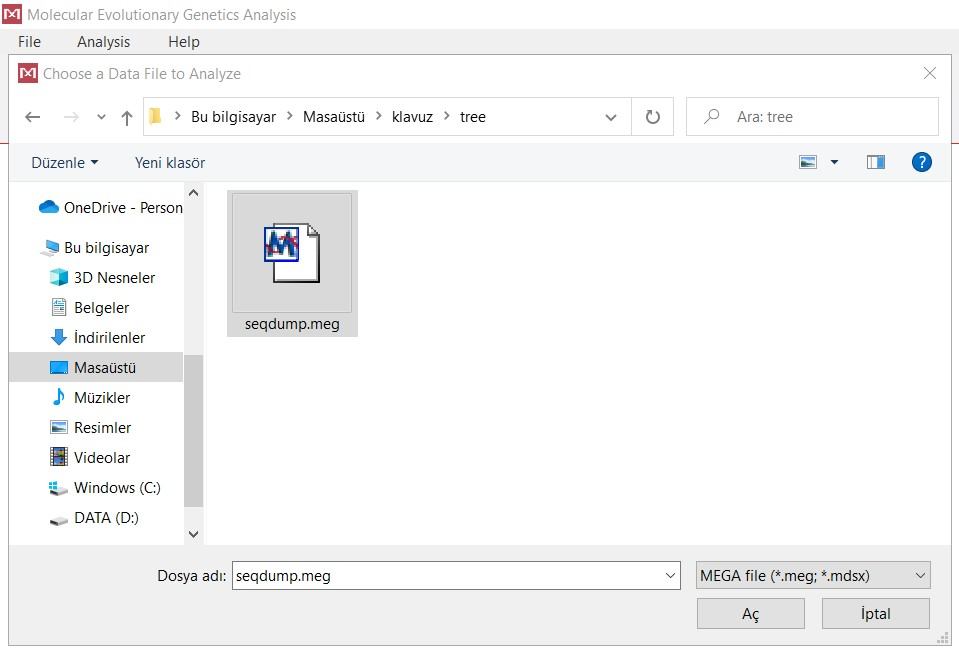 Molecular Evolutionary Genetics Analysis
File Analysis Help
Choose a Data File to Analyze
Bu bilgisayar Masaüstü klavuz tree
Ara: tree
Düzenle Yeni klasör
OneDrive - Person
Bu bilgisayar
3D Nesneler
Belgeler
İndirilenler
Masaüstü
Müzikler
Resimler
Videolar
Windows (C:)
DATA (D:)
seqdump.meg
Dosya adı: seqdump.meg
MEGA file (*.meg; *.mdsx)
Aç İptal